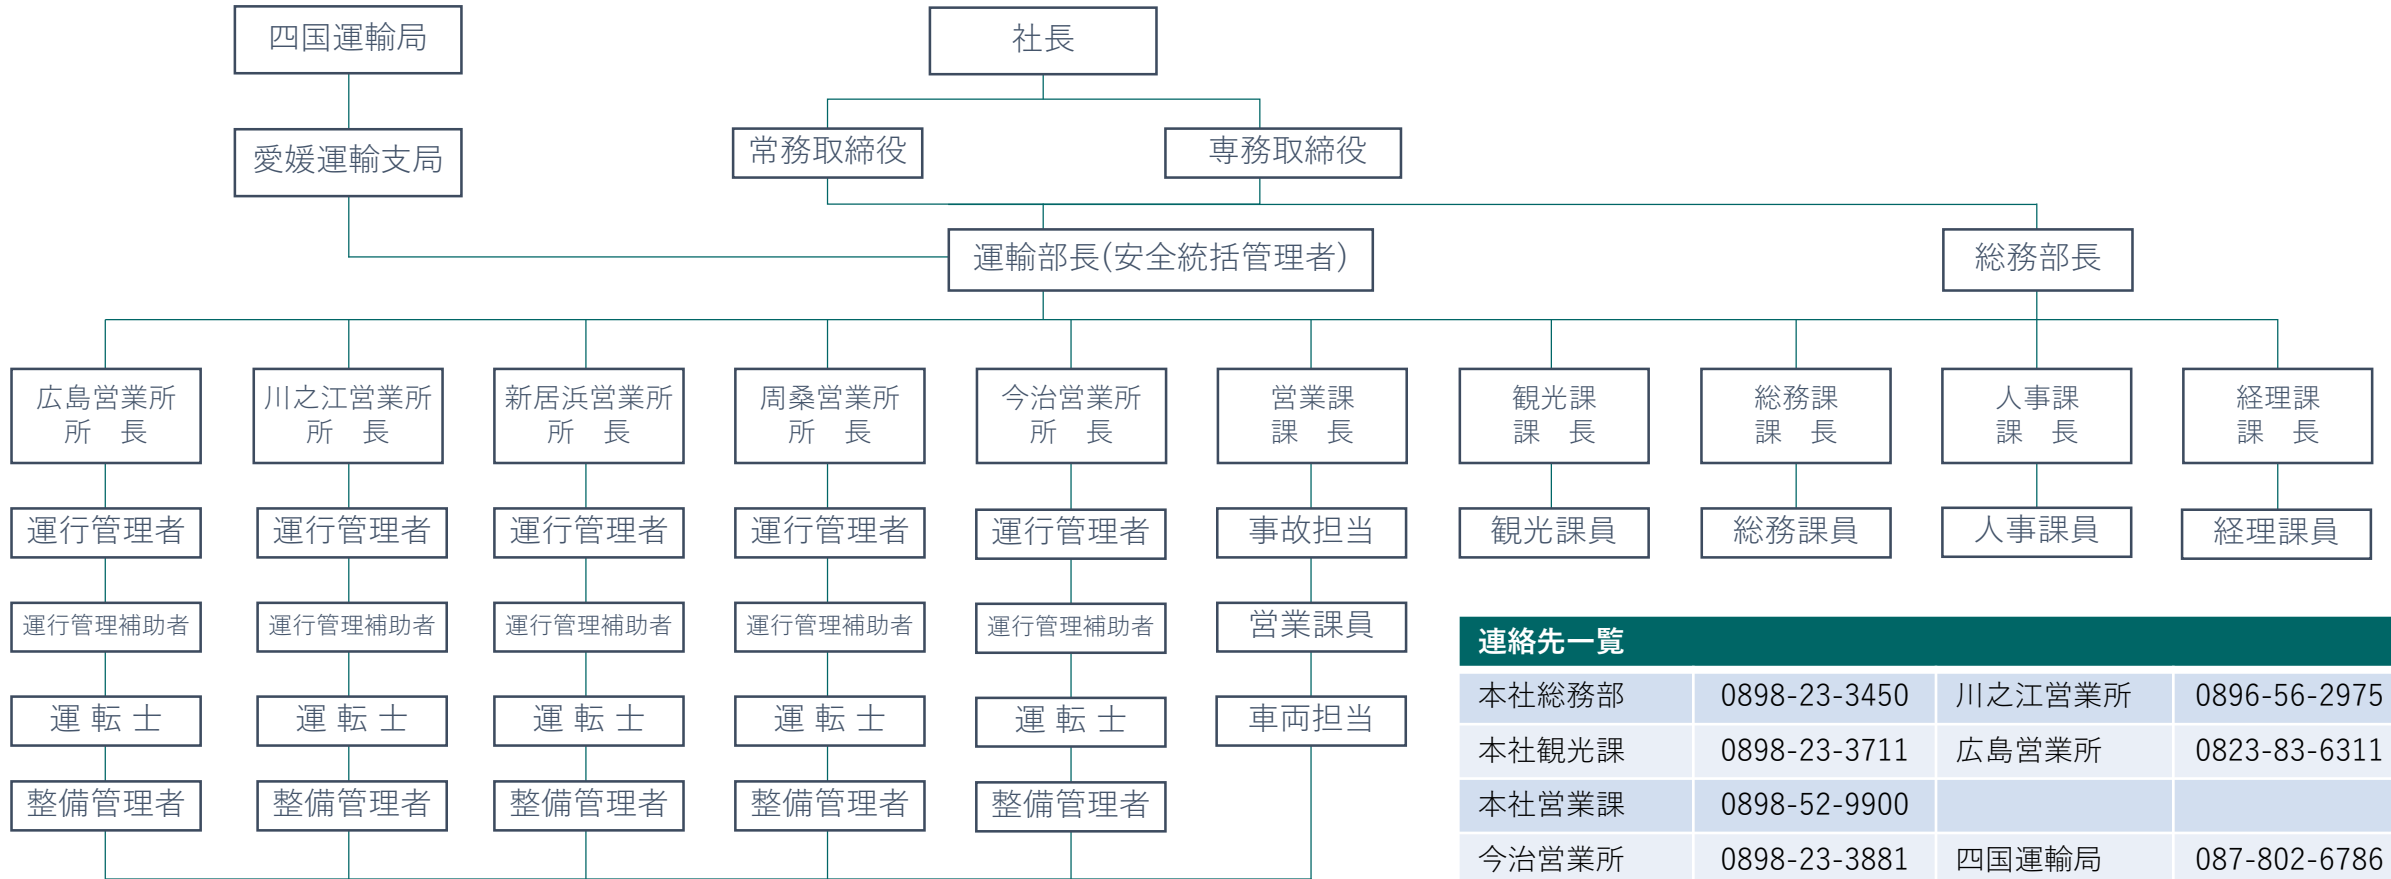 四国運輸局
社長
愛媛運輸支局
常務取締役
専務取締役
運輸部長(安全統括管理者)
総務部長
広島営業所
所　長
川之江営業所
所　長
新居浜営業所
所　長
周桑営業所
所　長
今治営業所
所　長
営業課
課　長
観光課
課　長
総務課
課　長
人事課
課　長
経理課
課　長
運行管理者
運行管理者
運行管理者
運行管理者
運行管理者
事故担当
観光課員
総務課員
人事課員
経理課員
運行管理補助者
運行管理補助者
運行管理補助者
運行管理補助者
運行管理補助者
営業課員
運 転 士
運 転 士
運 転 士
運 転 士
運 転 士
車両担当
整備管理者
整備管理者
整備管理者
整備管理者
整備管理者
連絡先一覧
本社総務部 0898-23-3450 川之江営業所 0896-56-2975
本社観光課 0898-23-3711 広島営業所 0823-83-6311
本社営業課 0898-52-9900
今治営業所 0898-23-3881 四国運輸局 087-802-6786